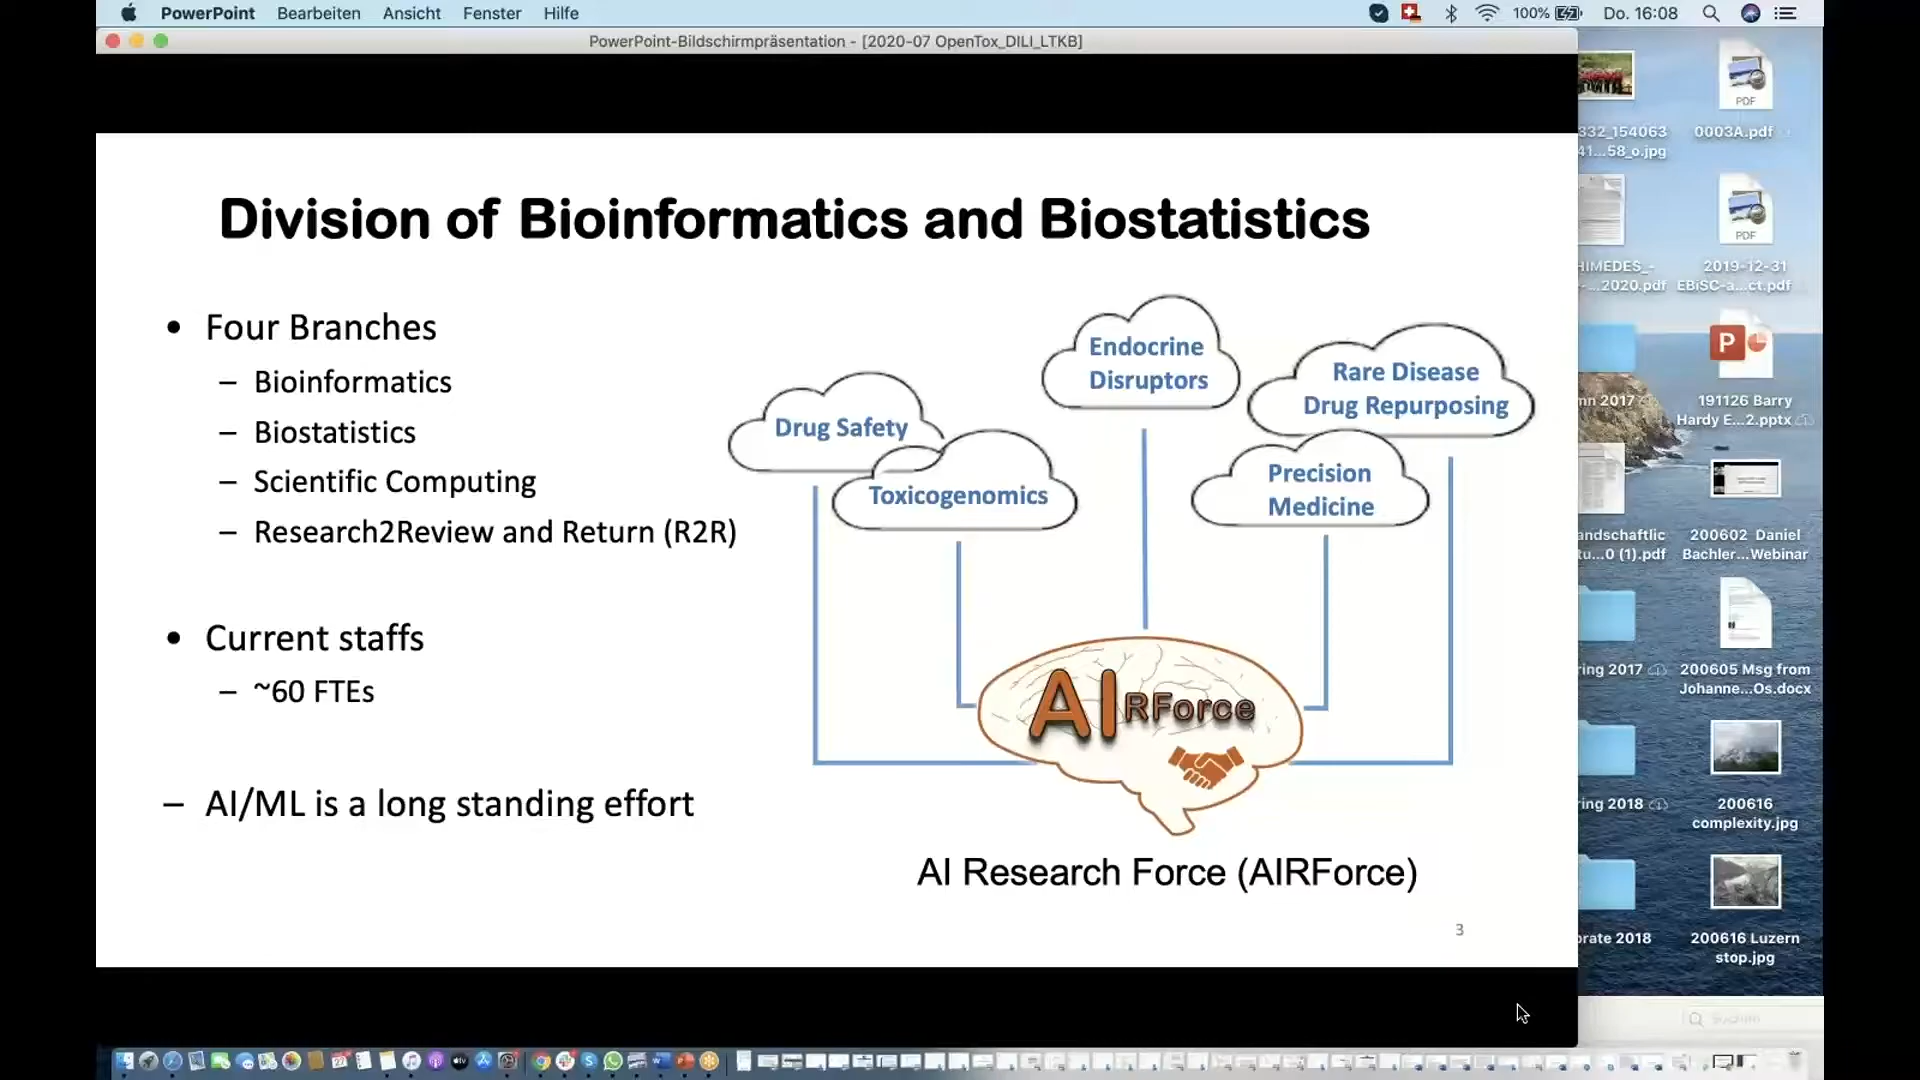 PowerPoint Bearbeiten Ansicht Fenster Hilfe 100% Do. 16:08
PowerPoint-Bildschirmpräsentation - [2020-07 OpenTox_DILI_LTKB]
Division of Bioinformatics and Biostatistics
• Four Branches
– Bioinformatics
– Biostatistics
– Scientific Computing
– Research2Review and Return (R2R)
• Current staffs
– ~60 FTEs
– AI/ML is a long standing effort
Drug Safety
Toxicogenomics
Endocrine
Disruptors
Rare Disease
Drug Repurposing
Precision
Medicine
AIRForce
AI Research Force (AIRForce)
3
332_154063
41...58_o.jpg
PDF
0003A.pdf
HIMEDES_-
-...2020.pdf
PDF
2019-12-31
EBiSC-a...ct.pdf
2017
P
191126 Barry
Hardy E...2.pptx
andschaftlic
tu...0 (1).pdf
200602 Daniel
Bachler...Webinar
ring 2017
200605 Msg from
Johanne...Os.docx
ring 2018
200616
complexity.jpg
orate 2018
200616 Luzern
stop.jpg